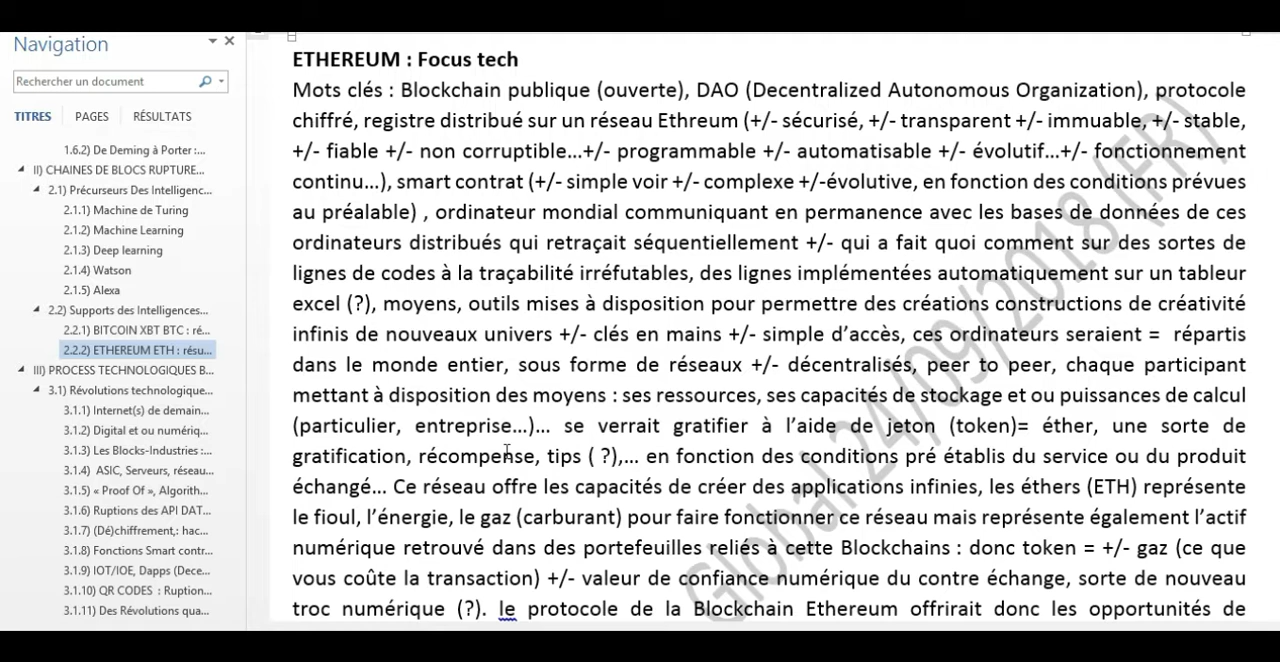 Navigation
Rechercher un document
TITRES PAGES RÉSULTATS
1.6.2) De Deming à Porter :...
II) CHAINES DE BLOCS RUPTURE...
2.1) Précurseurs Des Intelligenc...
2.1.1) Machine de Turing
2.1.2) Machine Learning
2.1.3) Deep learning
2.1.4) Watson
2.1.5) Alexa
2.2) Supports des Intelligences...
2.2.1) BITCOIN XBT BTC : ré...
2.2.2) ETHEREUM ETH : résu...
III) PROCESS TECHNOLOGIQUES B...
3.1) Révolutions technologique...
3.1.1) Internet(s) de demain...
3.1.2) Digital et ou numériq...
3.1.3) Les Blocks-Industries :...
3.1.4) ASIC, Serveurs, réseau...
3.1.5) « Proof Of », Algorith...
3.1.6) Ruptions des API DAT...
3.1.7) (Dé)chiffrement,: hac...
3.1.8) Fonctions Smart contr...
3.1.9) IOT/IOE, Dapps (Dece...
3.1.10) QR CODES : Ruption...
3.1.11) Des Révolutions qua...
ETHEREUM : Focus tech
Mots clés : Blockchain publique (ouverte), DAO (Decentralized Autonomous Organization), protocole
chiffré, registre distribué sur un réseau Ethreum (+/- sécurisé, +/- transparent +/- immuable, +/- stable,
+/- fiable +/- non corruptible...+/- programmable +/- automatisable +/- évolutif...+/- fonctionnement
continu...), smart contrat (+/- simple voir +/- complexe +/-évolutive, en fonction des conditions prévues
au préalable) , ordinateur mondial communiquant en permanence avec les bases de données de ces
ordinateurs distribués qui retraçait séquentiellement +/- qui a fait quoi comment sur des sortes de
lignes de codes à la traçabilité irréfutables, des lignes implémentées automatiquement sur un tableur
excel (?), moyens, outils mises à disposition pour permettre des créations constructions de créativité
infinis de nouveaux univers +/- clés en mains +/- simple d’accès, ces ordinateurs seraient = répartis
dans le monde entier, sous forme de réseaux +/- décentralisés, peer to peer, chaque participant
mettant à disposition des moyens : ses ressources, ses capacités de stockage et ou puissances de calcul
(particulier, entreprise...)... se verrait gratifier à l’aide de jeton (token)= éther, une sorte de
gratification, récompense, tips ( ?),... en fonction des conditions pré établis du service ou du produit
échangé... Ce réseau offre les capacités de créer des applications infinies, les éthers (ETH) représente
le fioul, l’énergie, le gaz (carburant) pour faire fonctionner ce réseau mais représente également l’actif
numérique retrouvé dans des portefeuilles reliés à cette Blockchains : donc token = +/- gaz (ce que
vous coûte la transaction) +/- valeur de confiance numérique du contre échange, sorte de nouveau
troc numérique (?). le protocole de la Blockchain Ethereum offrirait donc les opportunités de
Global 24/09/2018 (FR)